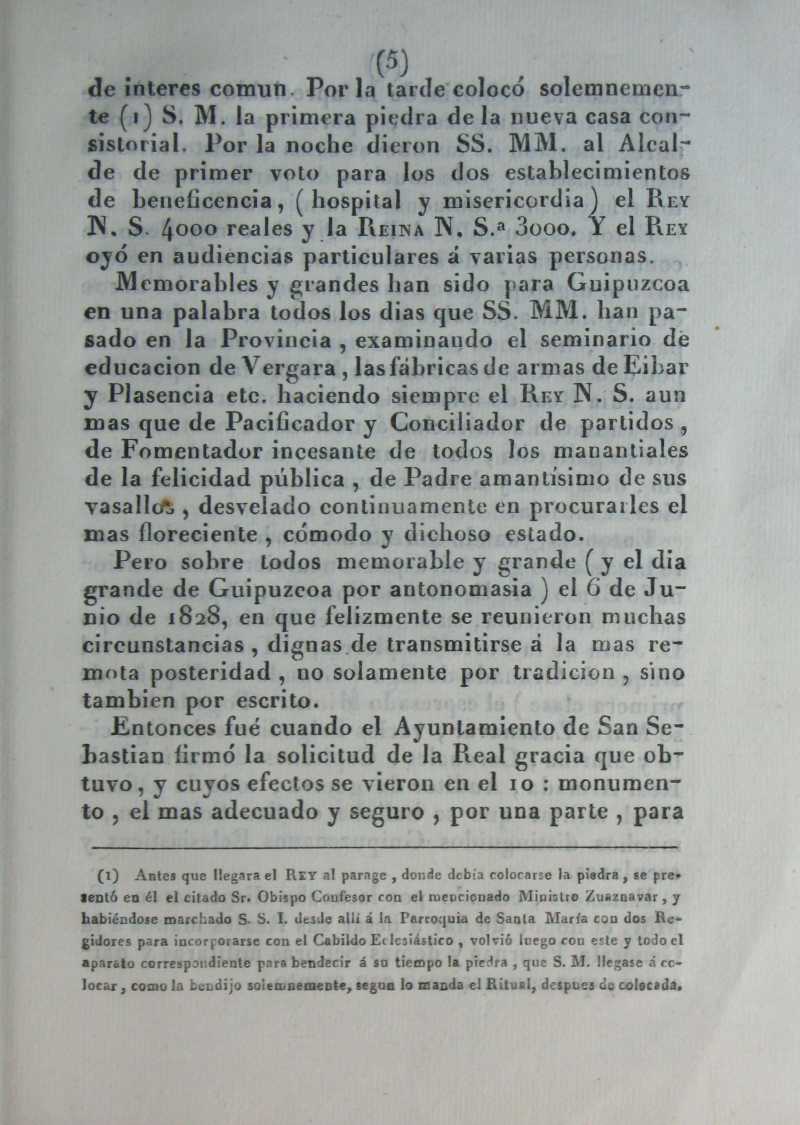 (5)
de interes comun. Por la tarde colocó solemnemen-
te (1) S. M. la primera piedra de la nueva casa con-
sistorial. Por la noche dieron SS. MM. al Alcal-
de de primer voto para los dos establecimientos
de beneficencia, ( hospital y misericordia ) el REY
N. S. 4000 reales y la REINA N. S.ª 3000. Y el REY
oyó en audiencias particulares á varias personas.
Memorables y grandes han sido para Guipuzcoa
en una palabra todos los dias que SS. MM. han pa-
sado en la Provincia , examinando el seminario de
educacion de Vergara , las fábricas de armas de Eibar
y Plasencia etc. haciendo siempre el REY N. S. aun
mas que de Pacificador y Conciliador de partidos ,
de Fomentador incesante de todos los manantiales
de la felicidad pública , de Padre amantísimo de sus
vasallos , desvelado continuamente en procurarles el
mas floreciente , cómodo y dichoso estado.
Pero sobre todos memorable y grande ( y el dia
grande de Guipuzcoa por antonomasia ) el 6 de Ju-
nio de 1828, en que felizmente se reunieron muchas
circunstancias , dignas de transmitirse á la mas re-
mota posteridad , no solamente por tradicion , sino
tambien por escrito.
Entonces fué cuando el Ayuntamiento de San Se-
bastian firmó la solicitud de la Real gracia que ob-
tuvo , y cuyos efectos se vieron en el 10 : monumen-
to , el mas adecuado y seguro , por una parte , para
(1) Antes que llegara el REY al parage , donde debía colocarse la piedra , se pre-
sentó en él el citado Sr. Obispo Confesor con el mencionado Ministro Zuaznavar , y
habiéndose marchado S. S. I. desde allí á la Parroquia de Santa María con dos Re-
gidores para incorporarse con el Cabildo Eclesiástico , volvió luego con este y todo el
aparato correspondiente para bendecir á su tiempo la piedra , que S. M. llegase á co-
locar , como la bendijo solemnemente, segun lo manda el Ritual, despues de colocada.